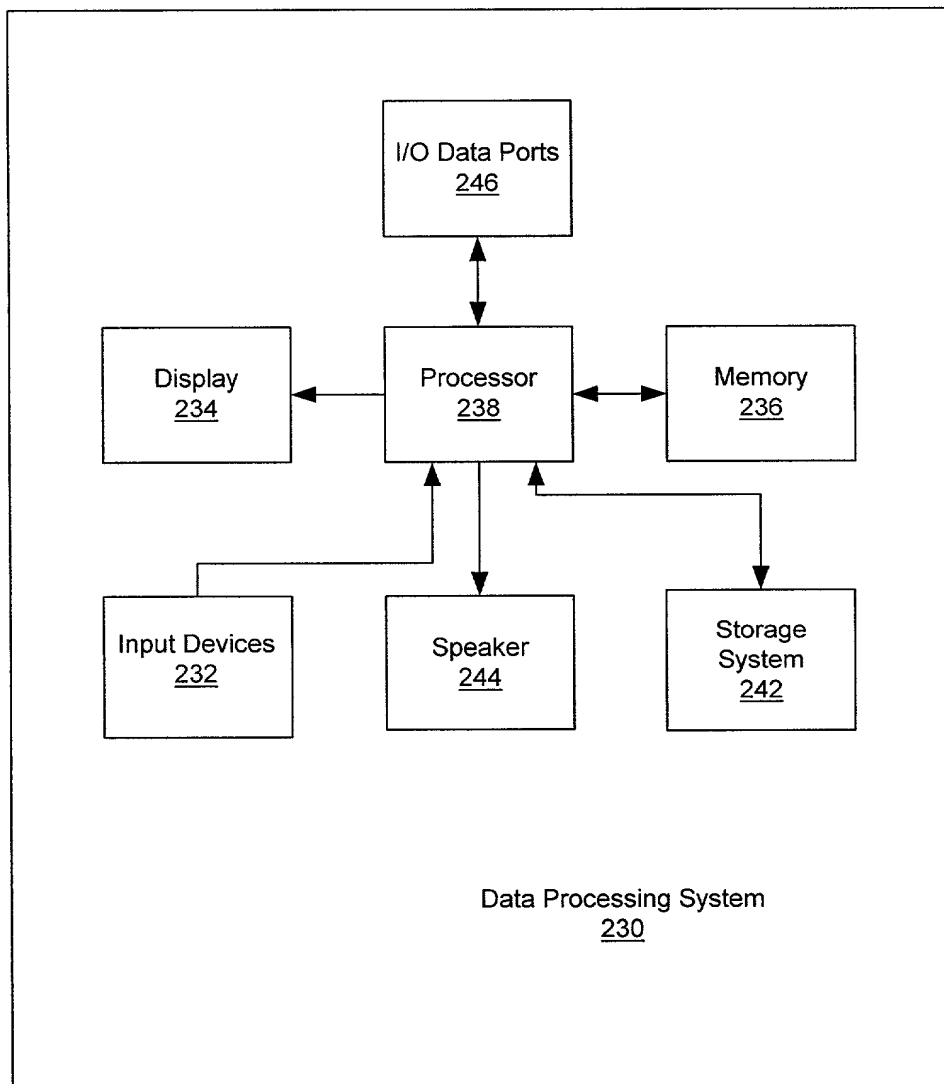 I/O Data Ports
246
Display
234
Processor
238
Memory
236
Input Devices
232
Speaker
244
Storage
System
242
Data Processing System
230